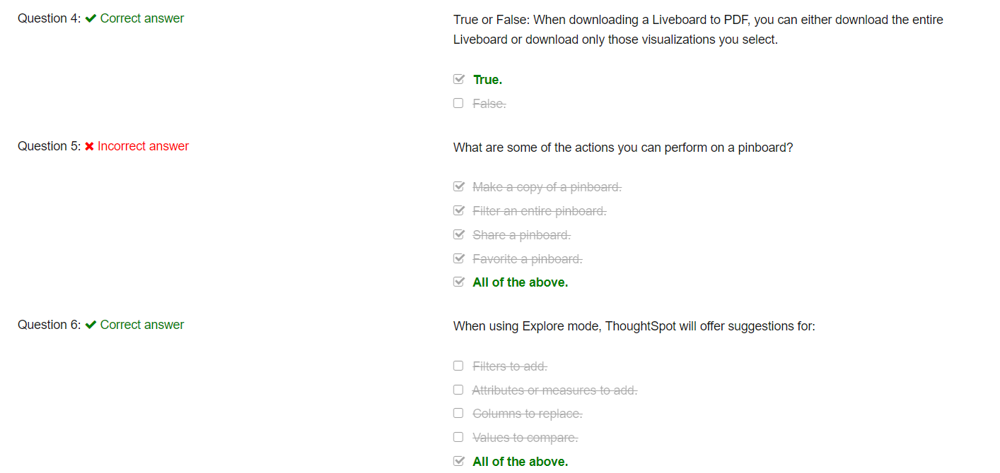 Question 4: ✔ Correct answer
True or False: When downloading a Liveboard to PDF, you can either download the entire
Liveboard or download only those visualizations you select.
True.
False.
Question 5: ✖ Incorrect answer
What are some of the actions you can perform on a pinboard?
Make a copy of a pinboard.
Filter an entire pinboard.
Share a pinboard.
Favorite a pinboard.
All of the above.
Question 6: ✔ Correct answer
When using Explore mode, ThoughtSpot will offer suggestions for:
Filters to add.
Attributes or measures to add.
Columns to replace.
Values to compare.
All of the above.